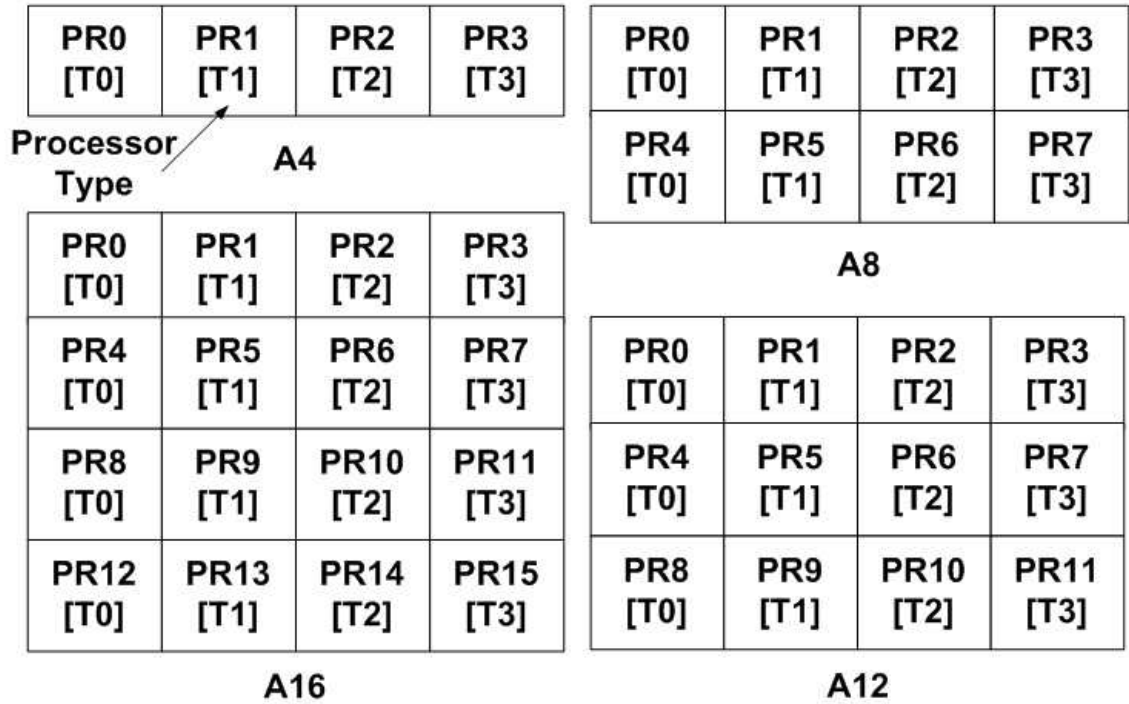 PR0 PR1 PR2 PR3
[T0] [T1] [T2] [T3]
Processor
Type
A4
PR0 PR1 PR2 PR3
[T0] [T1] [T2] [T3]
PR4 PR5 PR6 PR7
[T0] [T1] [T2] [T3]
A8
PR0 PR1 PR2 PR3
[T0] [T1] [T2] [T3]
PR4 PR5 PR6 PR7
[T0] [T1] [T2] [T3]
PR8 PR9 PR10 PR11
[T0] [T1] [T2] [T3]
PR12 PR13 PR14 PR15
[T0] [T1] [T2] [T3]
A16
PR0 PR1 PR2 PR3
[T0] [T1] [T2] [T3]
PR4 PR5 PR6 PR7
[T0] [T1] [T2] [T3]
PR8 PR9 PR10 PR11
[T0] [T1] [T2] [T3]
A12